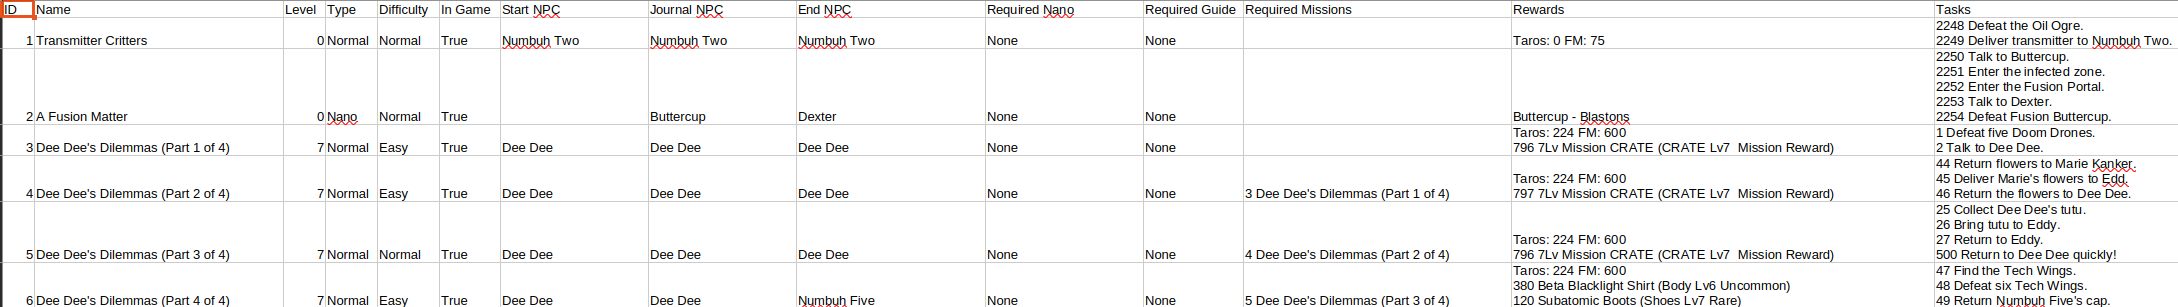 ID Name Level Type Difficulty In Game Start NPC Journal NPC End NPC Required Nano Required Guide Required Missions Rewards Tasks
2248 Defeat the Oil Ogre.
1 Transmitter Critters 0 Normal Normal True Numbuh Two Numbuh Two Numbuh Two None None Taros: 0 FM: 75 2249 Deliver transmitter to Numbuh Two.
2250 Talk to Buttercup.
2251 Enter the infected zone.
2252 Enter the Fusion Portal.
2253 Talk to Dexter.
2 A Fusion Matter 0 Nano Normal True Buttercup Dexter None None Buttercup - Blastons 2254 Defeat Fusion Buttercup.
Taros: 224 FM: 600 1 Defeat five Doom Drones.
3 Dee Dee's Dilemmas (Part 1 of 4) 7 Normal Easy True Dee Dee Dee Dee Dee Dee None None 796 7Lv Mission CRATE (CRATE Lv7  Mission Reward) 2 Talk to Dee Dee.
44 Return flowers to Marie Kanker.
Taros: 224 FM: 600 45 Deliver Marie's flowers to Edd.
4 Dee Dee's Dilemmas (Part 2 of 4) 7 Normal Easy True Dee Dee Dee Dee Dee Dee None None 3 Dee Dee's Dilemmas (Part 1 of 4) 797 7Lv Mission CRATE (CRATE Lv7  Mission Reward) 46 Return the flowers to Dee Dee.
25 Collect Dee Dee's tutu.
26 Bring tutu to Eddy.
Taros: 224 FM: 600 27 Return to Eddy.
5 Dee Dee's Dilemmas (Part 3 of 4) 7 Normal Normal True Dee Dee Dee Dee Dee Dee None None 4 Dee Dee's Dilemmas (Part 2 of 4) 796 7Lv Mission CRATE (CRATE Lv7  Mission Reward) 500 Return to Dee Dee quickly!
Taros: 224 FM: 600 47 Find the Tech Wings.
380 Beta Blacklight Shirt (Body Lv6 Uncommon) 48 Defeat six Tech Wings.
6 Dee Dee's Dilemmas (Part 4 of 4) 7 Normal Easy True Dee Dee Dee Dee Numbuh Five None None 5 Dee Dee's Dilemmas (Part 3 of 4) 120 Subatomic Boots (Shoes Lv7 Rare) 49 Return Numbuh Five's cap.